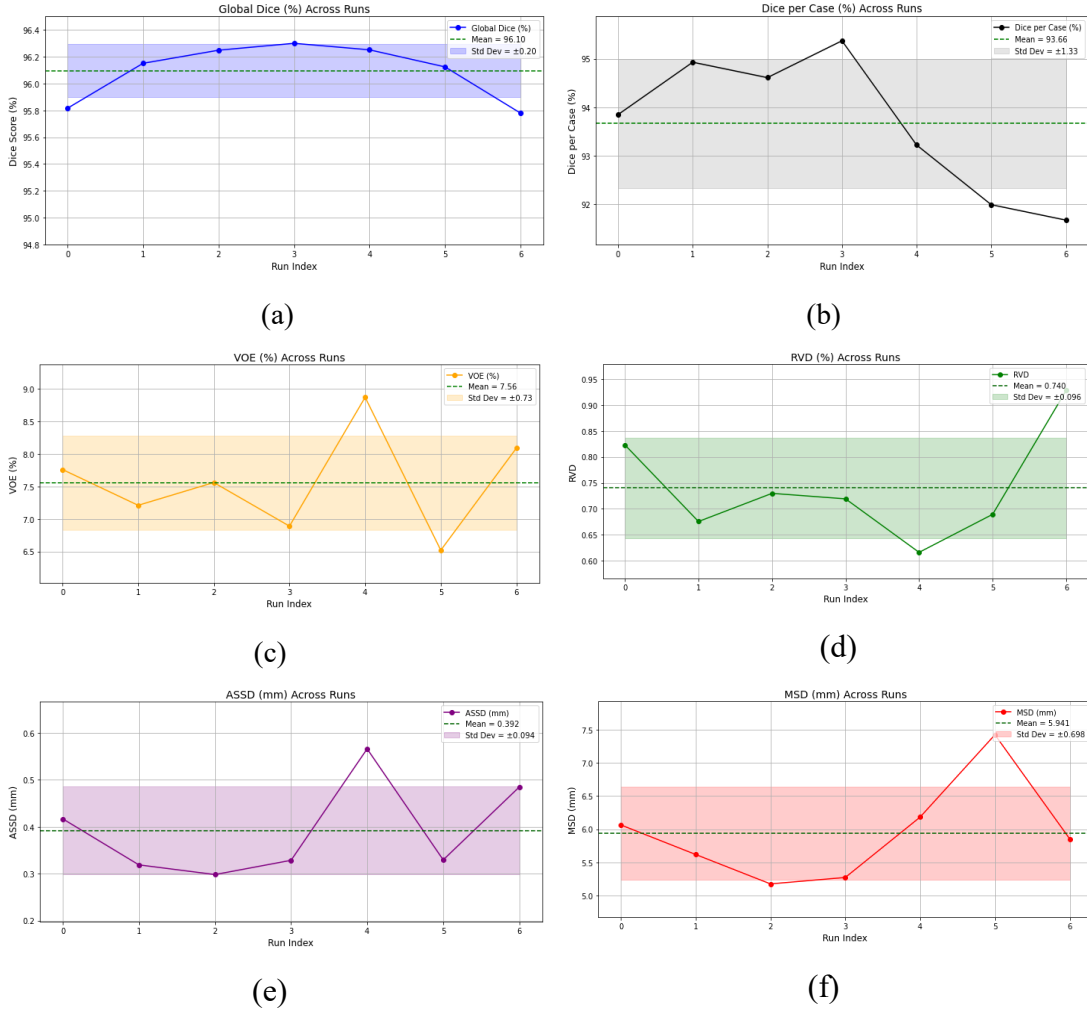 Global Dice (%) Across Runs
Global Dice (%)
Mean = 96.10
Std Dev = ±0.20
Dice Score (%)
96.4
96.2
96.0
95.8
95.6
95.4
95.2
95.0
94.8
0 1 2 3 4 5 6
Run Index
(a)
Dice per Case (%) Across Runs
Dice per Case (%)
Mean = 93.66
Std Dev = ±1.33
Dice per Case (%)
95
94
93
92
0 1 2 3 4 5 6
Run Index
(b)
VOE (%) Across Runs
VOE (%)
Mean = 7.56
Std Dev = ±0.73
VOE (%)
9.0
8.5
8.0
7.5
7.0
6.5
0 1 2 3 4 5 6
Run Index
(c)
RVD (%) Across Runs
RVD
Mean = 0.740
Std Dev = ±0.096
RVD
0.95
0.90
0.85
0.80
0.75
0.70
0.65
0.60
0 1 2 3 4 5 6
Run Index
(d)
ASSD (mm) Across Runs
ASSD (mm)
Mean = 0.392
Std Dev = ±0.094
ASSD (mm)
0.6
0.5
0.4
0.3
0.2
0 1 2 3 4 5 6
Run Index
(e)
MSD (mm) Across Runs
MSD (mm)
Mean = 5.941
Std Dev = ±0.698
MSD (mm)
7.5
7.0
6.5
6.0
5.5
5.0
0 1 2 3 4 5 6
Run Index
(f)